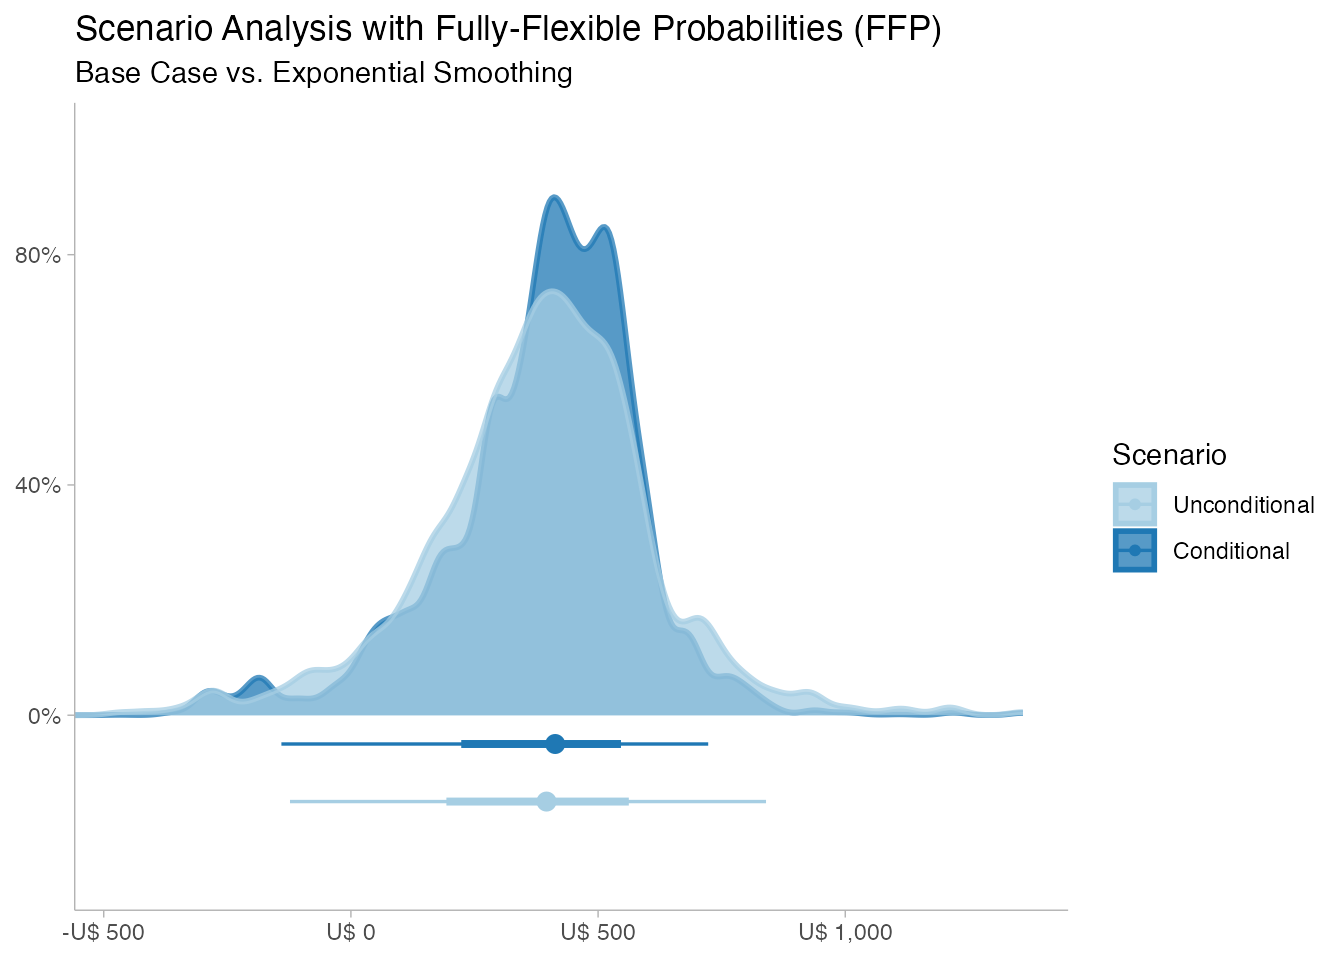 Scenario Analysis with Fully-Flexible Probabilities (FFP)
Base Case vs. Exponential Smoothing
80%
40%
0%
-U$ 500
U$ 0
U$ 500
U$ 1,000
Scenario
Unconditional
Conditional